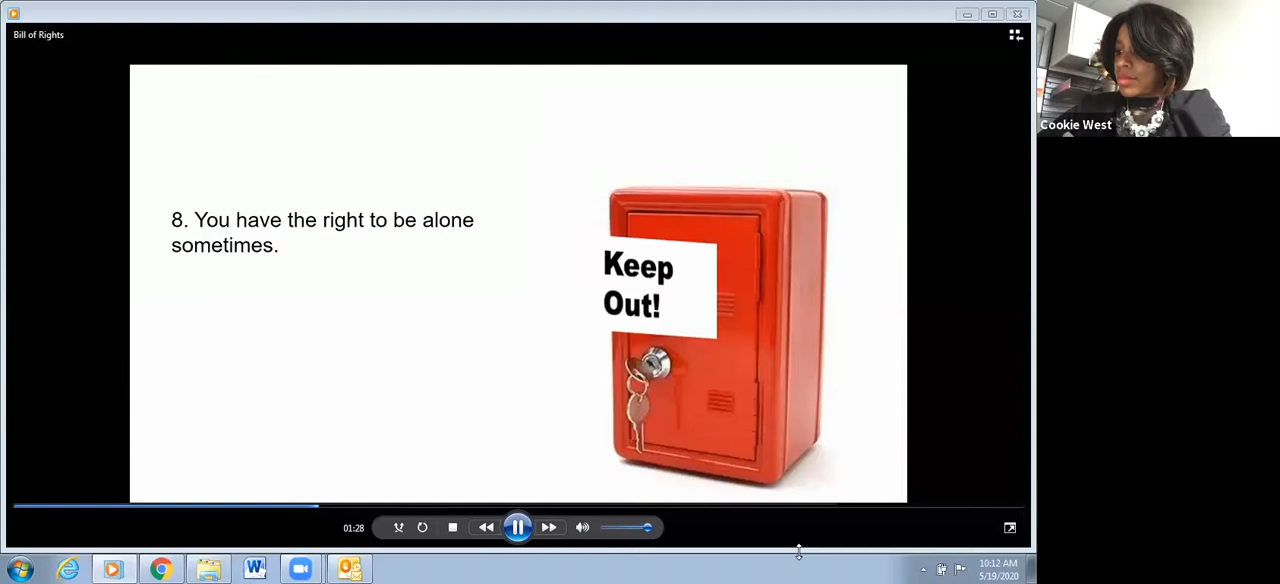 Bill of Rights
8. You have the right to be alone
sometimes.
Keep
Out!
Cookie West
01:28
10:12 AM
5/19/2020